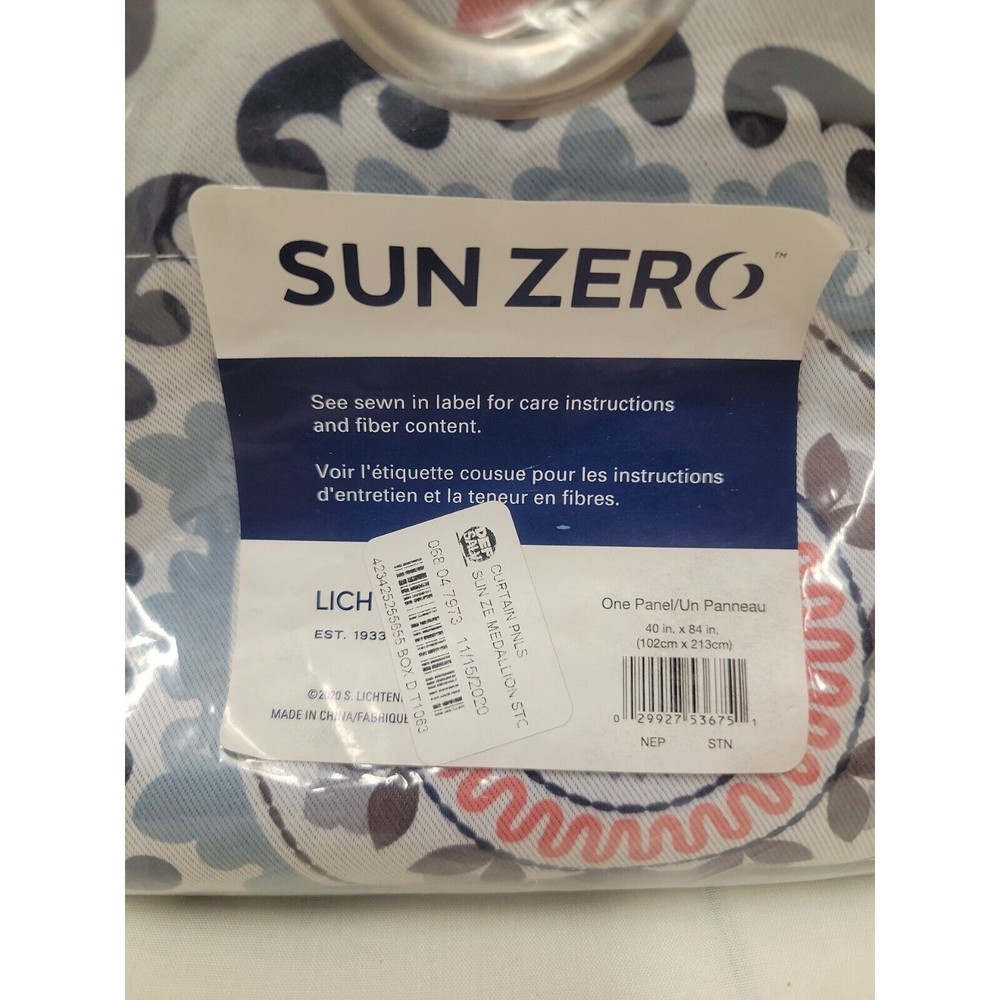 SUN ZERO™
See sewn in label for care instructions
and fiber content.
Voir l'étiquette cousue pour les instructions
d'entretien et la teneur en fibres.
LICH
EST. 1933
©2020 S. LICHTEN
MADE IN CHINA/FABRIQUÉ
CURTAIN PNLS
SUN ZE MEDALLION STC
068 04 7973 11/15/2020
423425255655 BOX D T1063
One Panel/Un Panneau
40 in. x 84 in.
(102cm x 213cm)
0 29927 53675 1
NEP STN